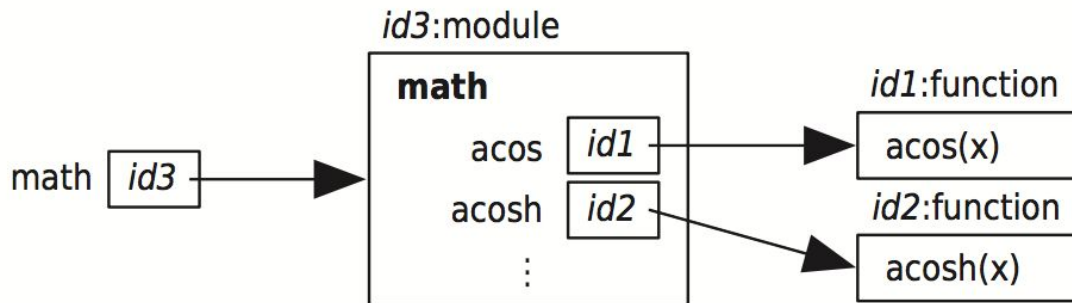 id3:module
math
id1:function
acos id1
acos(x)
math id3
id2:function
acosh id2
acosh(x)
⋮